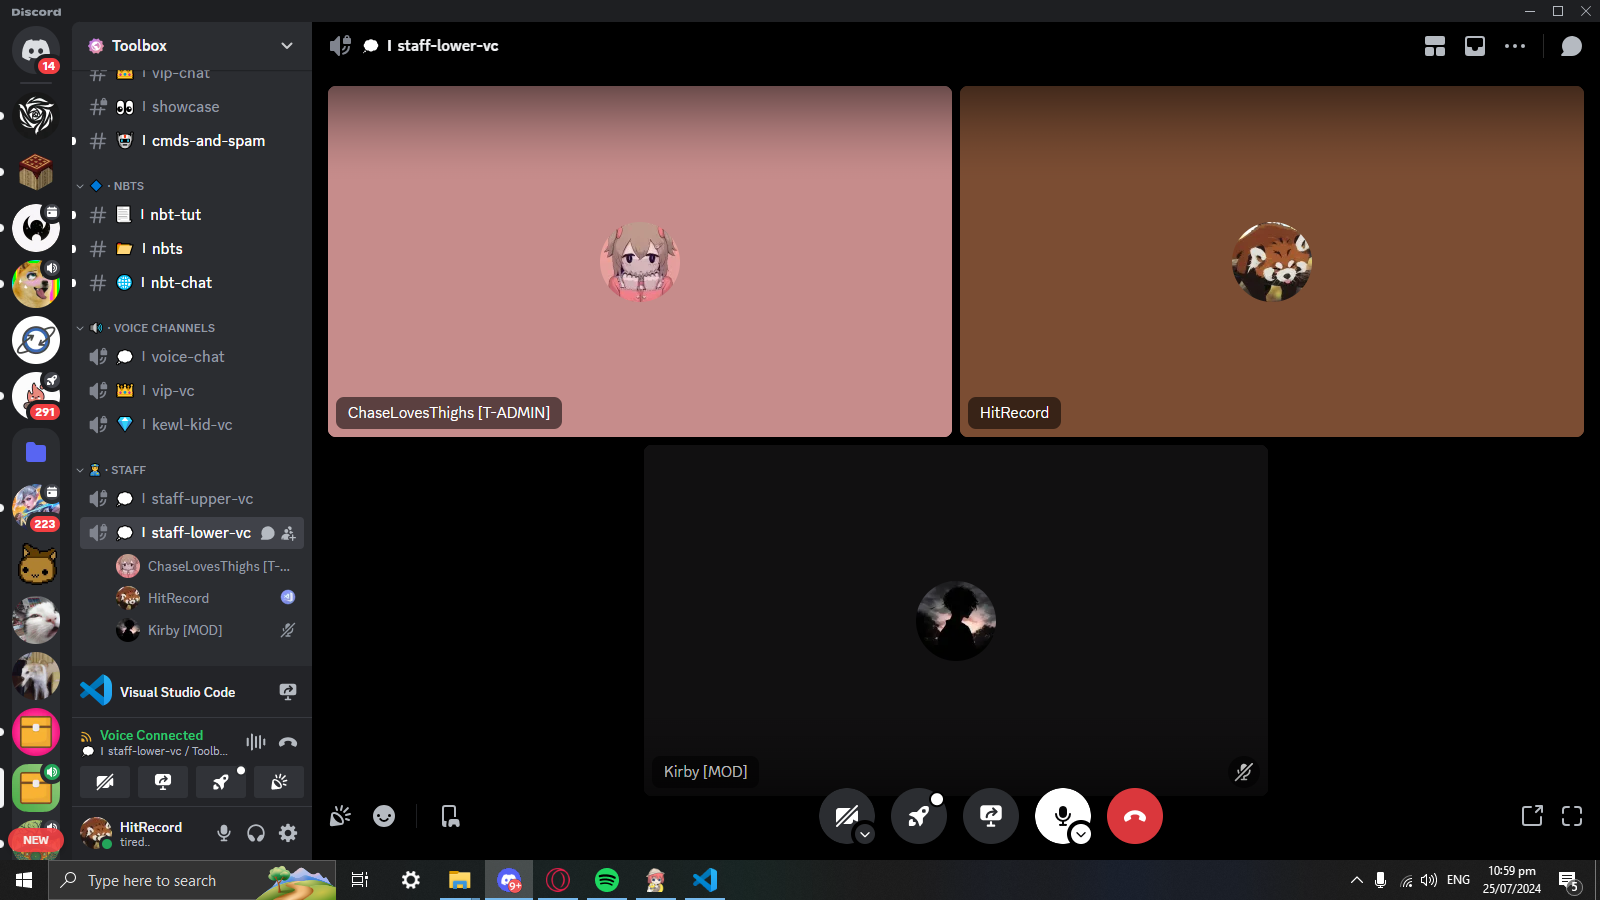 Discord
14
291
223
NEW
Toolbox
I vip-chat
I showcase
I cmds-and-spam
· NBTS
I nbt-tut
I nbts
I nbt-chat
· VOICE CHANNELS
I voice-chat
I vip-vc
I kewl-kid-vc
· STAFF
I staff-upper-vc
I staff-lower-vc
ChaseLovesThighs [T-...
HitRecord
Kirby [MOD]
Visual Studio Code
Voice Connected
I staff-lower-vc / Toolb...
HitRecord
tired..
I staff-lower-vc
ChaseLovesThighs [T-ADMIN]
HitRecord
Kirby [MOD]
Type here to search
9+
ENG
10:59 pm
25/07/2024
5